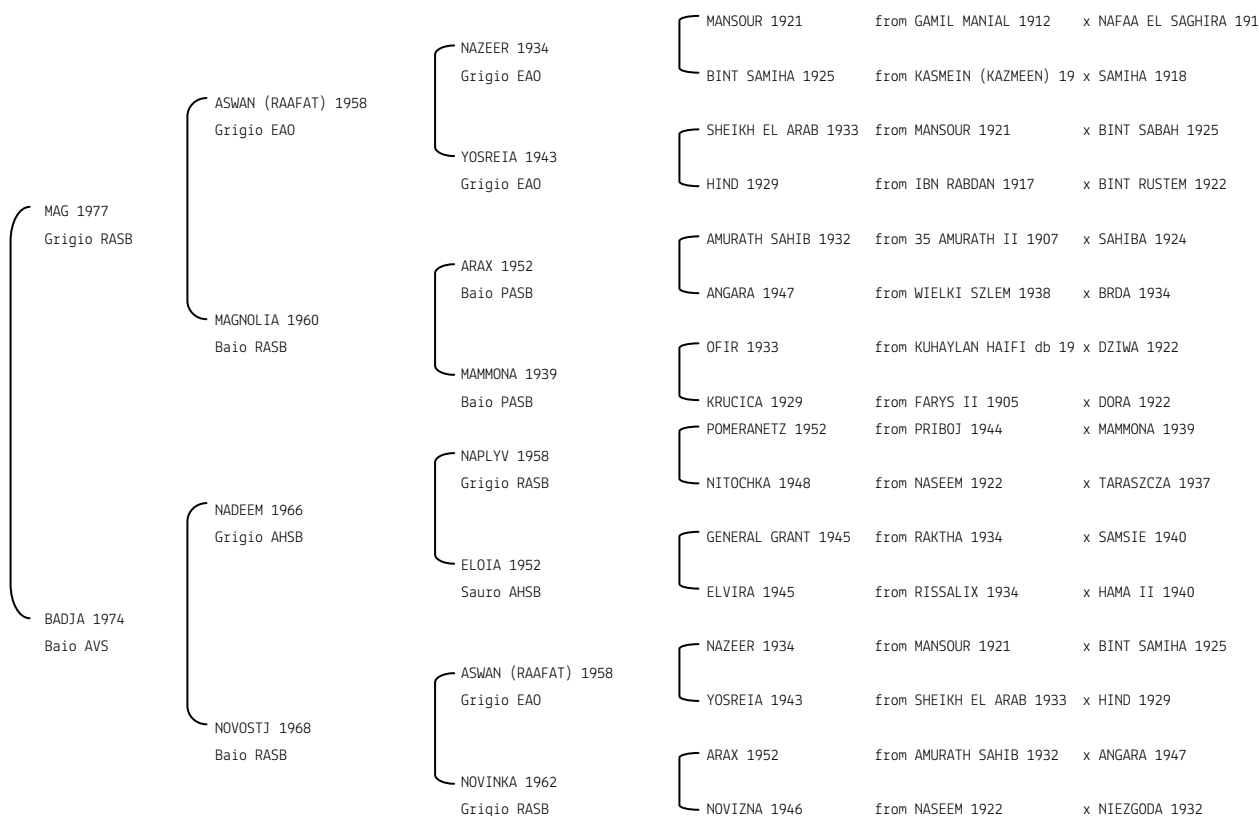 MANSOUR 1921 from GAMIL MANIAL 1912 x NAFAA EL SAGHIRA 191
NAZEER 1934
Grigio EAO
BINT SAMIHA 1925 from KASMEIN (KAZMEEN) 19 x SAMIHA 1918
ASWAN (RAAFAT) 1958
Grigio EAO
SHEIKH EL ARAB 1933 from MANSOUR 1921 x BINT SABAH 1925
YOSREIA 1943
Grigio EAO
HIND 1929 from IBN RABDAN 1917 x BINT RUSTEM 1922
MAG 1977
Grigio RASB
AMURATH SAHIB 1932 from 35 AMURATH II 1907 x SAHIBA 1924
ARAX 1952
Baio PASB
ANGARA 1947 from WIELKI SZLEM 1938 x BRDA 1934
MAGNOLIA 1960
Baio RASB
OFIR 1933 from KUHAYLAN HAIFI db 19 x DZIWA 1922
MAMMONA 1939
Baio PASB
KRUCICA 1929 from FARYS II 1905 x DORA 1922
POMERANETZ 1952 from PRIBOJ 1944 x MAMMONA 1939
NAPLYV 1958
Grigio RASB
NITOCHKA 1948 from NASEEM 1922 x TARASZCZA 1937
NADEEM 1966
Grigio AHSB
GENERAL GRANT 1945 from RAKTHA 1934 x SAMSIE 1940
ELOIA 1952
Sauro AHSB
ELVIRA 1945 from RISSALIX 1934 x HAMA II 1940
BADJA 1974
Baio AVS
NAZEER 1934 from MANSOUR 1921 x BINT SAMIHA 1925
ASWAN (RAAFAT) 1958
Grigio EAO
YOSREIA 1943 from SHEIKH EL ARAB 1933 x HIND 1929
NOVOSTJ 1968
Baio RASB
ARAX 1952 from AMURATH SAHIB 1932 x ANGARA 1947
NOVINKA 1962
Grigio RASB
NOVIZNA 1946 from NASEEM 1922 x NIEZGODA 1932